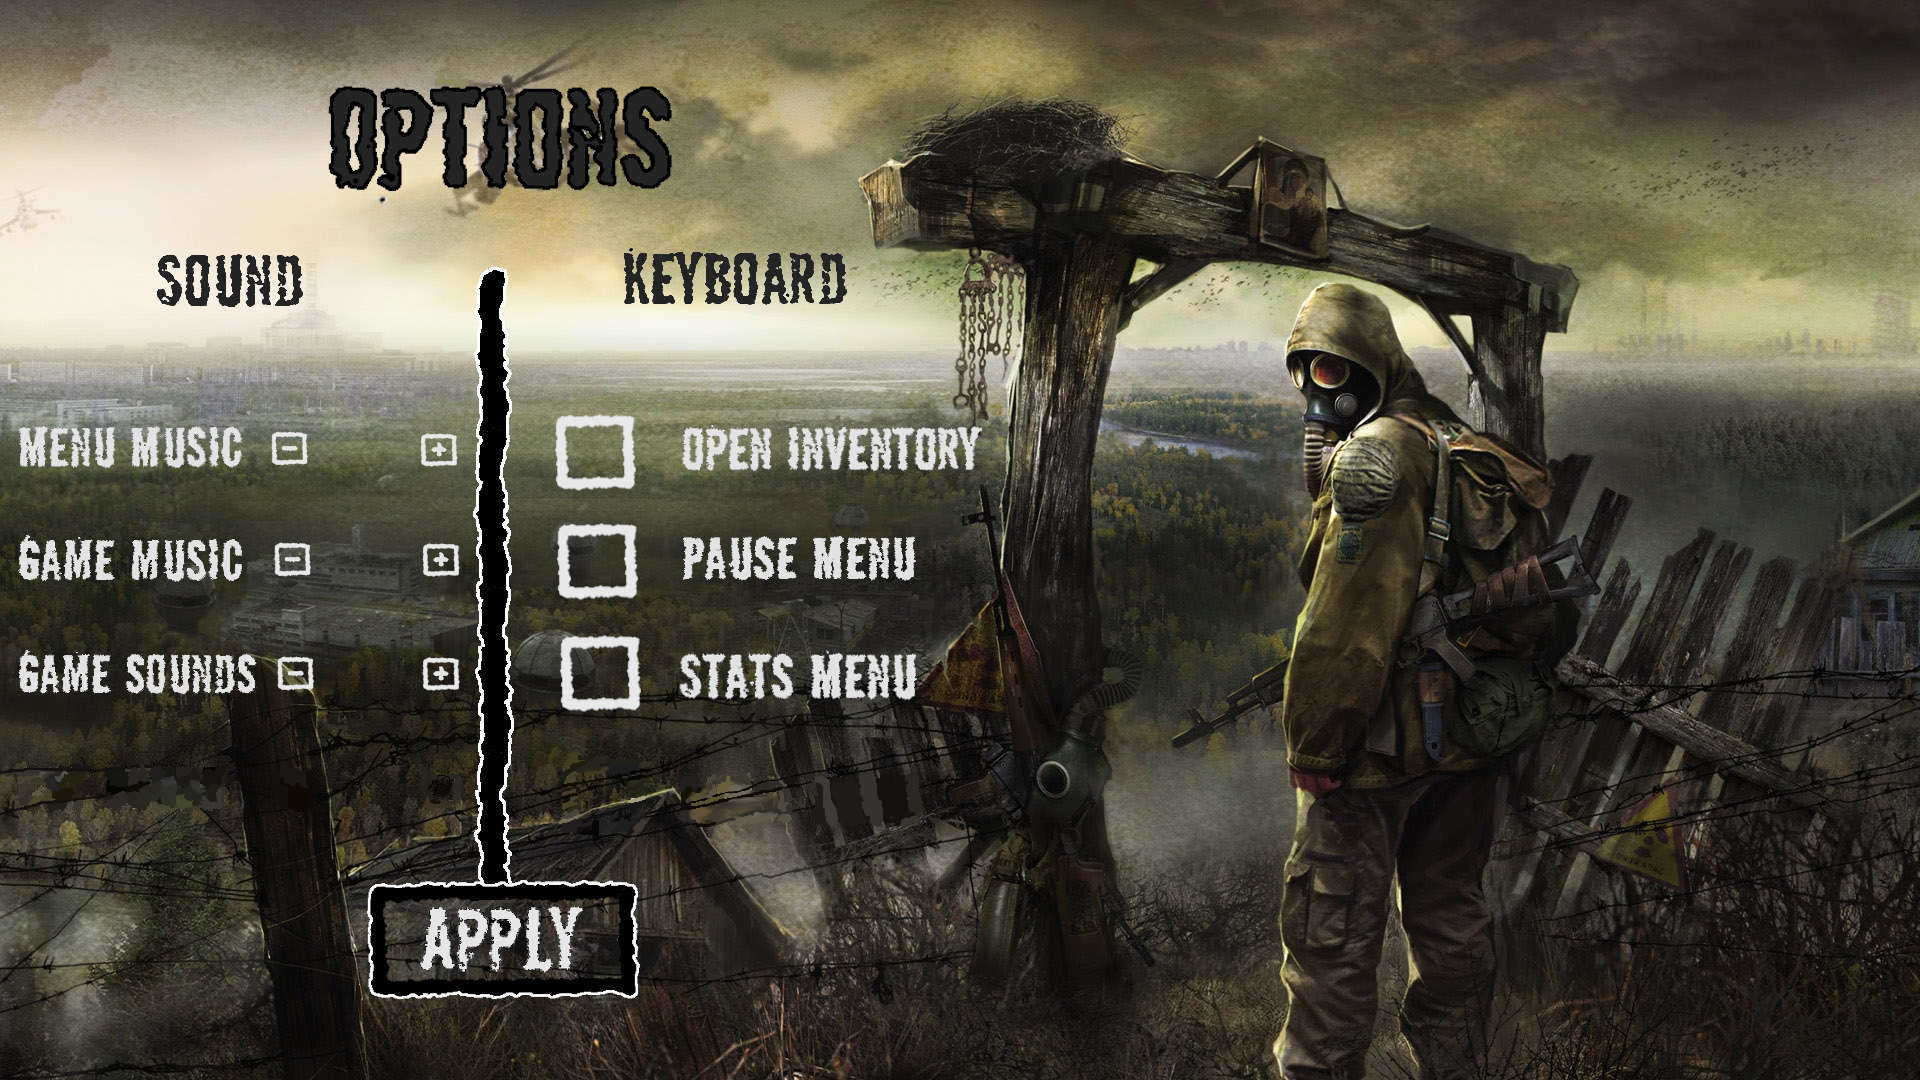 OPTIONS
SOUND
KEYBOARD
MENU MUSIC - +
OPEN INVENTORY
GAME MUSIC - +
PAUSE MENU
GAME SOUNDS - +
STATS MENU
APPLY